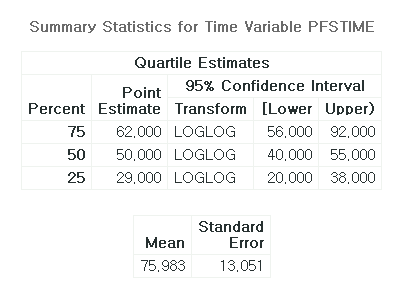 Summary Statistics for Time Variable PFSTIME
Quartile Estimates
Percent Point Estimate 95% Confidence Interval
Transform [Lower Upper)
75 62,000 LOGLOG 56,000 92,000
50 50,000 LOGLOG 40,000 55,000
25 29,000 LOGLOG 20,000 38,000
Mean Standard Error
75,983 13,051